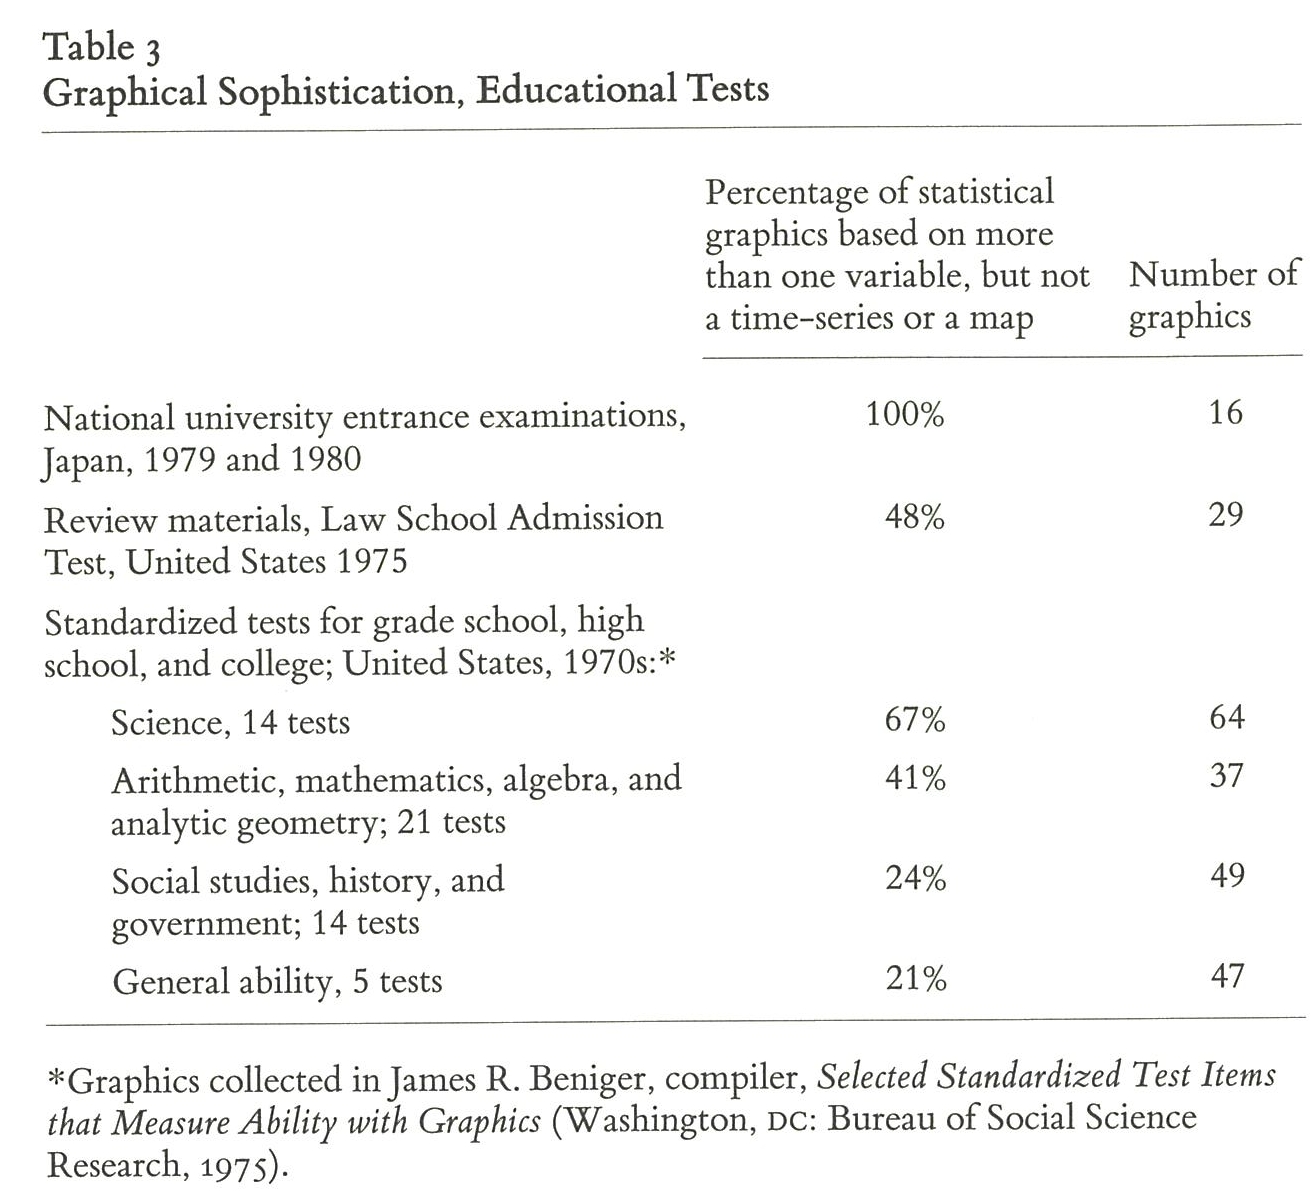 Table 3
Graphical Sophistication, Educational Tests
Percentage of statistical
graphics based on more
than one variable, but not
a time-series or a map
Number of
graphics
National university entrance examinations, 100% 16
Japan, 1979 and 1980
Review materials, Law School Admission 48% 29
Test, United States 1975
Standardized tests for grade school, high
school, and college; United States, 1970s:*
Science, 14 tests 67% 64
Arithmetic, mathematics, algebra, and 41% 37
analytic geometry; 21 tests
Social studies, history, and 24% 49
government; 14 tests
General ability, 5 tests 21% 47
*Graphics collected in James R. Beniger, compiler, Selected Standardized Test Items
that Measure Ability with Graphics (Washington, DC: Bureau of Social Science
Research, 1975).